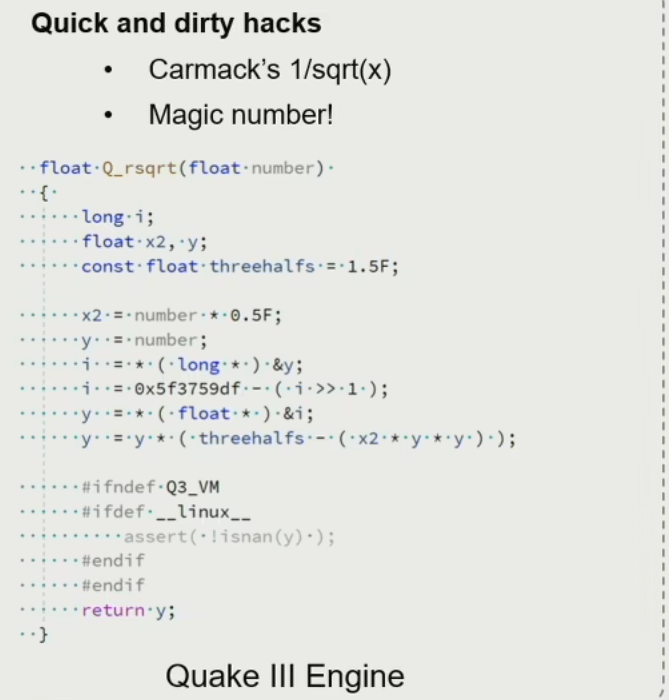 Quick and dirty hacks
• Carmack's 1/sqrt(x)
• Magic number!
float Q_rsqrt(float number)
{
long i;
float x2, y;
const float threehalfs = 1.5F;
x2 = number * 0.5F;
y = number;
i = * ( long * ) &y;
i = 0x5f3759df - ( i >> 1 );
y = * ( float * ) &i;
y = y * ( threehalfs - ( x2 * y * y ) );
#ifndef Q3_VM
#ifdef __linux__
assert( !isnan(y) );
#endif
#endif
return y;
}
Quake III Engine